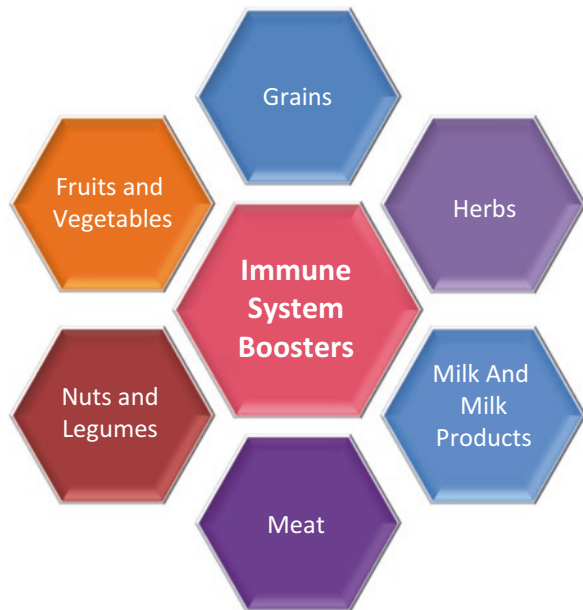 Grains
Fruits and
Vegetables
Herbs
Immune
System
Boosters
Nuts and
Legumes
Milk And
Milk
Products
Meat